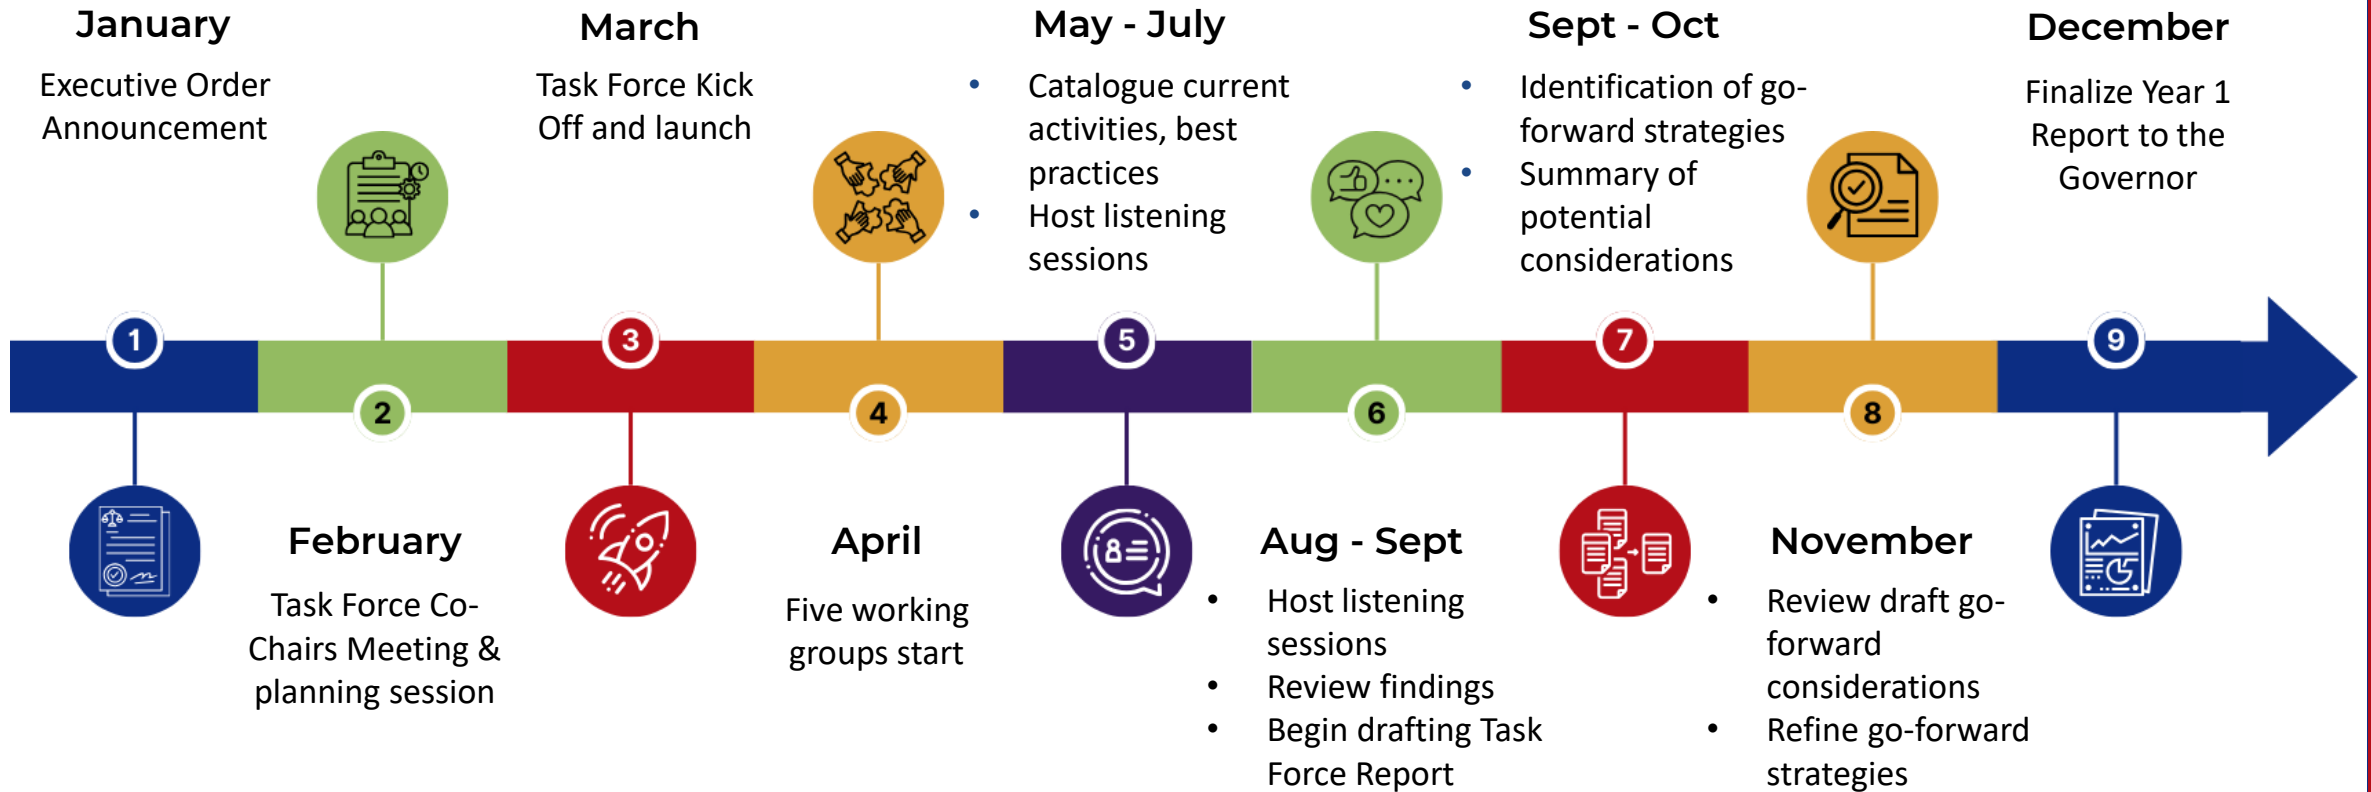 January
Executive Order
Announcement
March
Task Force Kick
Off and launch
May - July
• Catalogue current
activities, best
practices
• Host listening
sessions
Sept - Oct
• Identification of go-
forward strategies
• Summary of
potential
considerations
December
Finalize Year 1
Report to the
Governor
1
2
3
4
5
6
7
8
9
February
Task Force Co-
Chairs Meeting &
planning session
April
Five working
groups start
Aug - Sept
• Host listening
sessions
• Review findings
• Begin drafting Task
Force Report
November
• Review draft go-
forward
considerations
• Refine go-forward
strategies